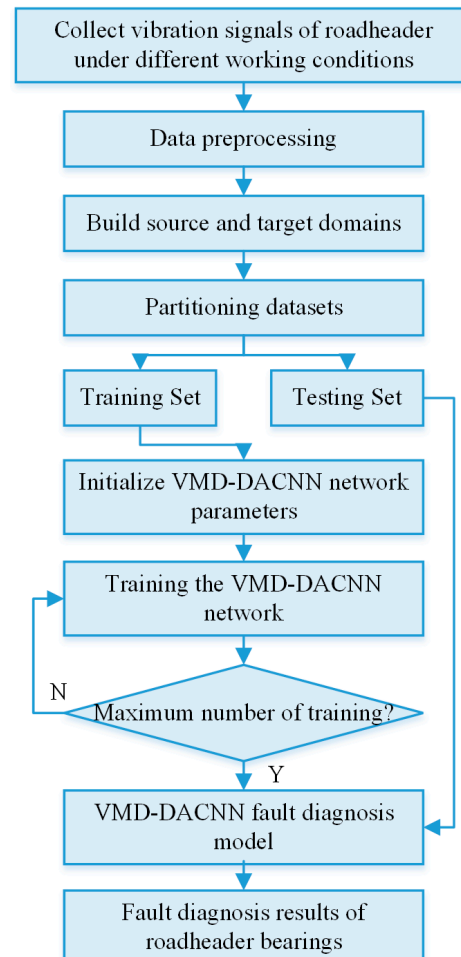 Collect vibration signals of roadheader
under different working conditions
Data preprocessing
Build source and target domains
Partitioning datasets
Training Set
Testing Set
Initialize VMD-DACNN network
parameters
Training the VMD-DACNN
network
N
Maximum number of training?
Y
VMD-DACNN fault diagnosis
model
Fault diagnosis results of
roadheader bearings